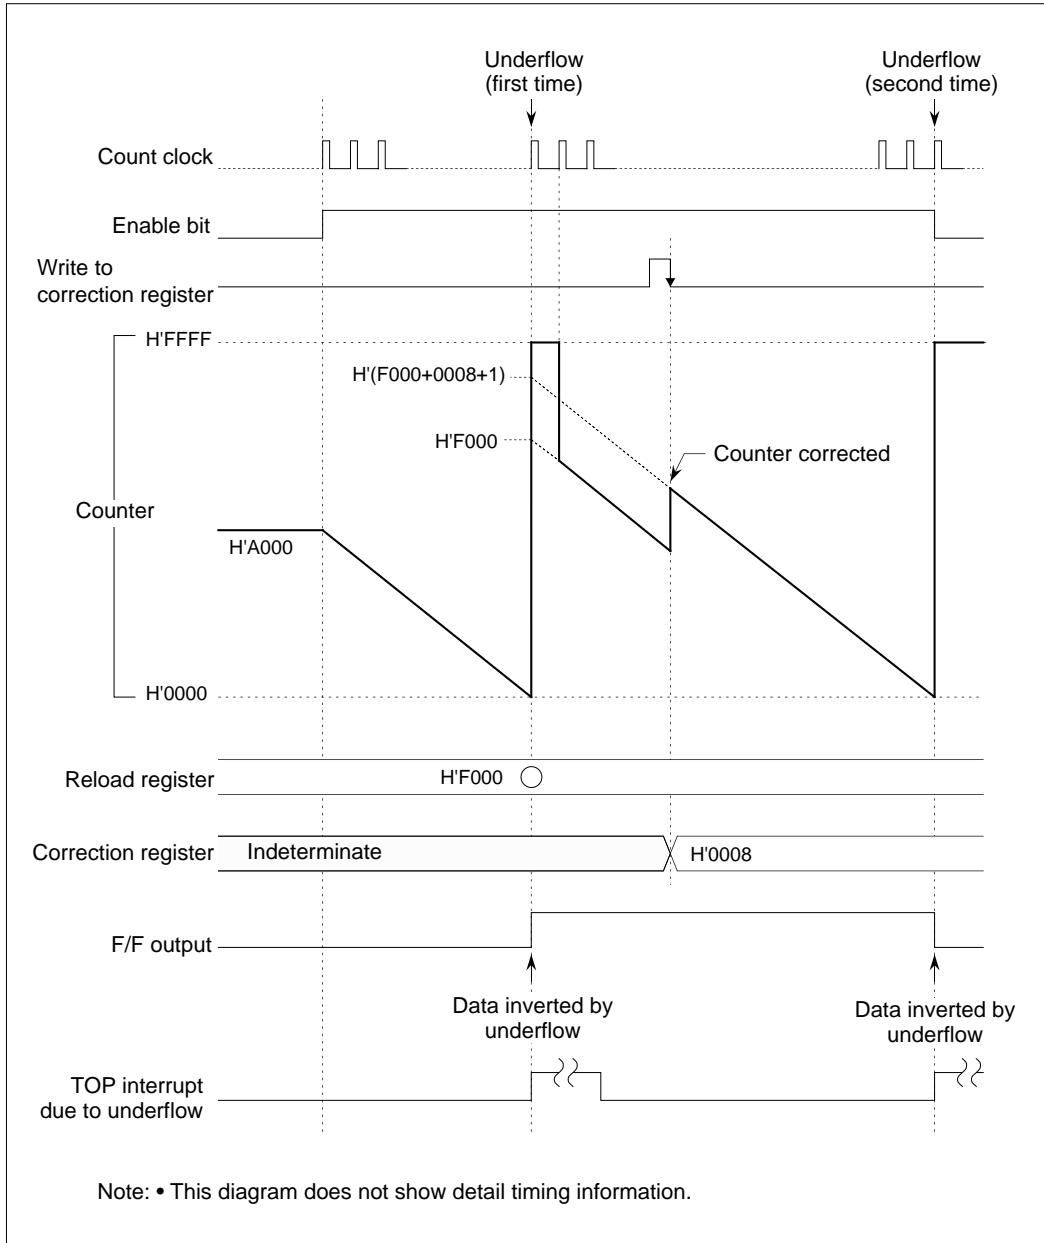 Underflow
(first time)
Underflow
(second time)
Count clock
Enable bit
Write to
correction register
H'FFFF
H'(F000+0008+1)
H'F000
Counter corrected
Counter
H'A000
H'0000
Reload register
H'F000
Correction register
Indeterminate
H'0008
F/F output
Data inverted by
underflow
Data inverted by
underflow
TOP interrupt
due to underflow
Note: • This diagram does not show detail timing information.